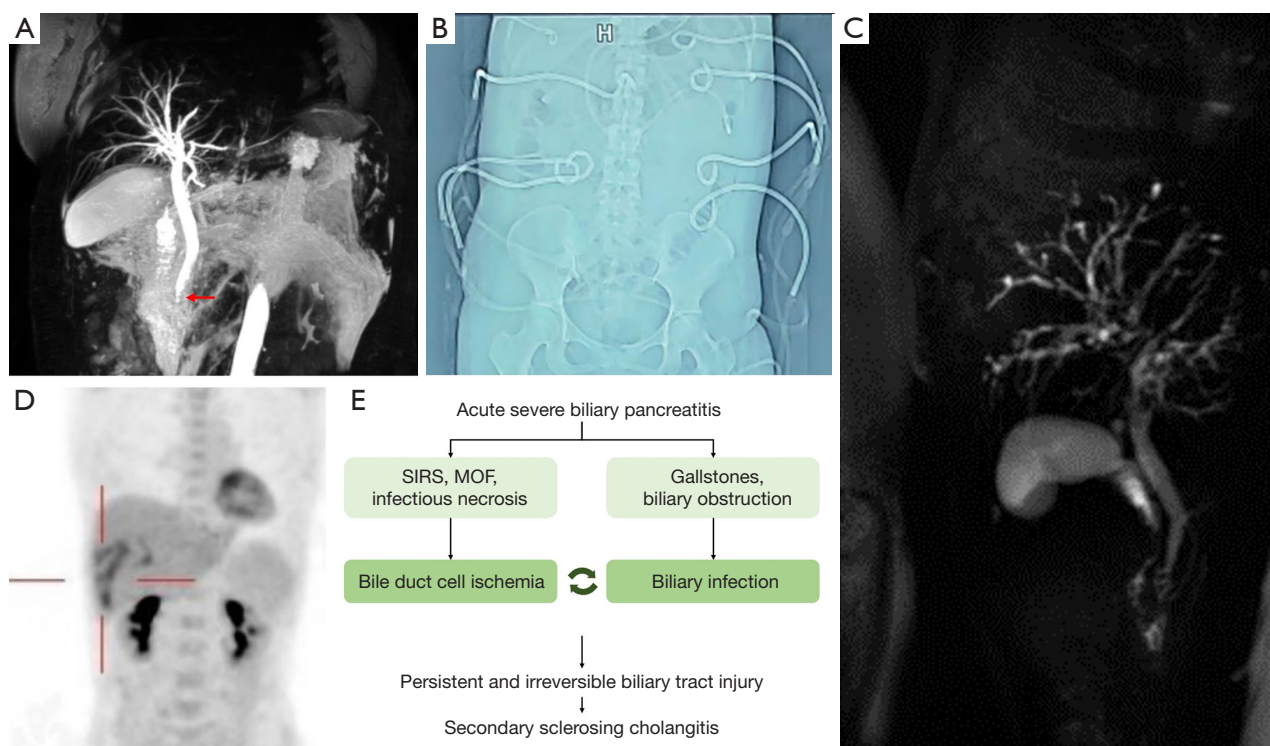 A
B
H
C
D
E
Acute severe biliary pancreatitis
SIRS, MOF,
infectious necrosis
Gallstones,
biliary obstruction
Bile duct cell ischemia
Biliary infection
Persistent and irreversible biliary tract injury
Secondary sclerosing cholangitis